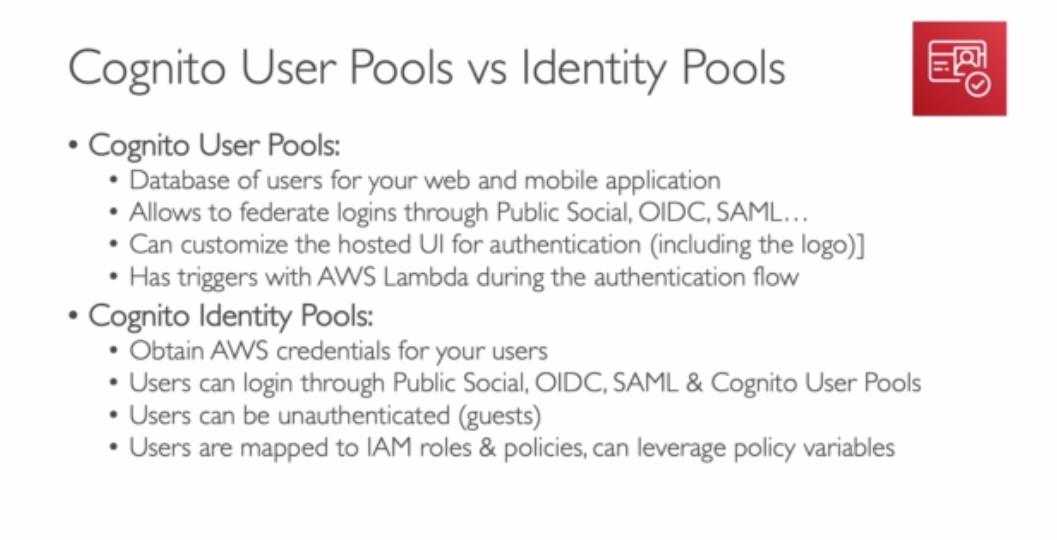 Cognito User Pools vs Identity Pools
• Cognito User Pools:
• Database of users for your web and mobile application
• Allows to federate logins through Public Social, OIDC, SAML…
• Can customize the hosted UI for authentication (including the logo)]
• Has triggers with AWS Lambda during the authentication flow
• Cognito Identity Pools:
• Obtain AWS credentials for your users
• Users can login through Public Social, OIDC, SAML & Cognito User Pools
• Users can be unauthenticated (guests)
• Users are mapped to IAM roles & policies, can leverage policy variables